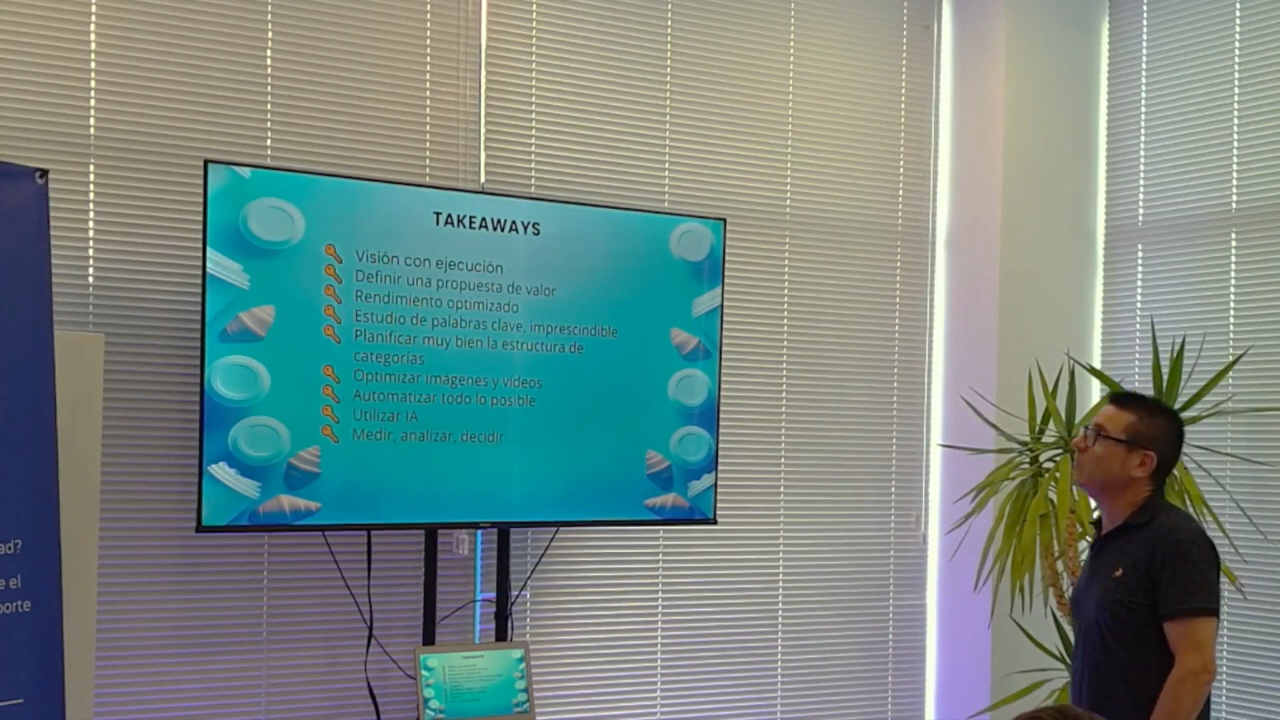 TAKEAWAYS
Visión con ejecución
Definir una propuesta de valor
Rendimiento optimizado
Estudio de palabras clave, imprescindible
Planificar muy bien la estructura de
categorías
Optimizar imágenes y vídeos
Automatizar todo lo posible
Utilizar IA
Medir, analizar, decidir
ad?
e el
porte
TAKEAWAYS